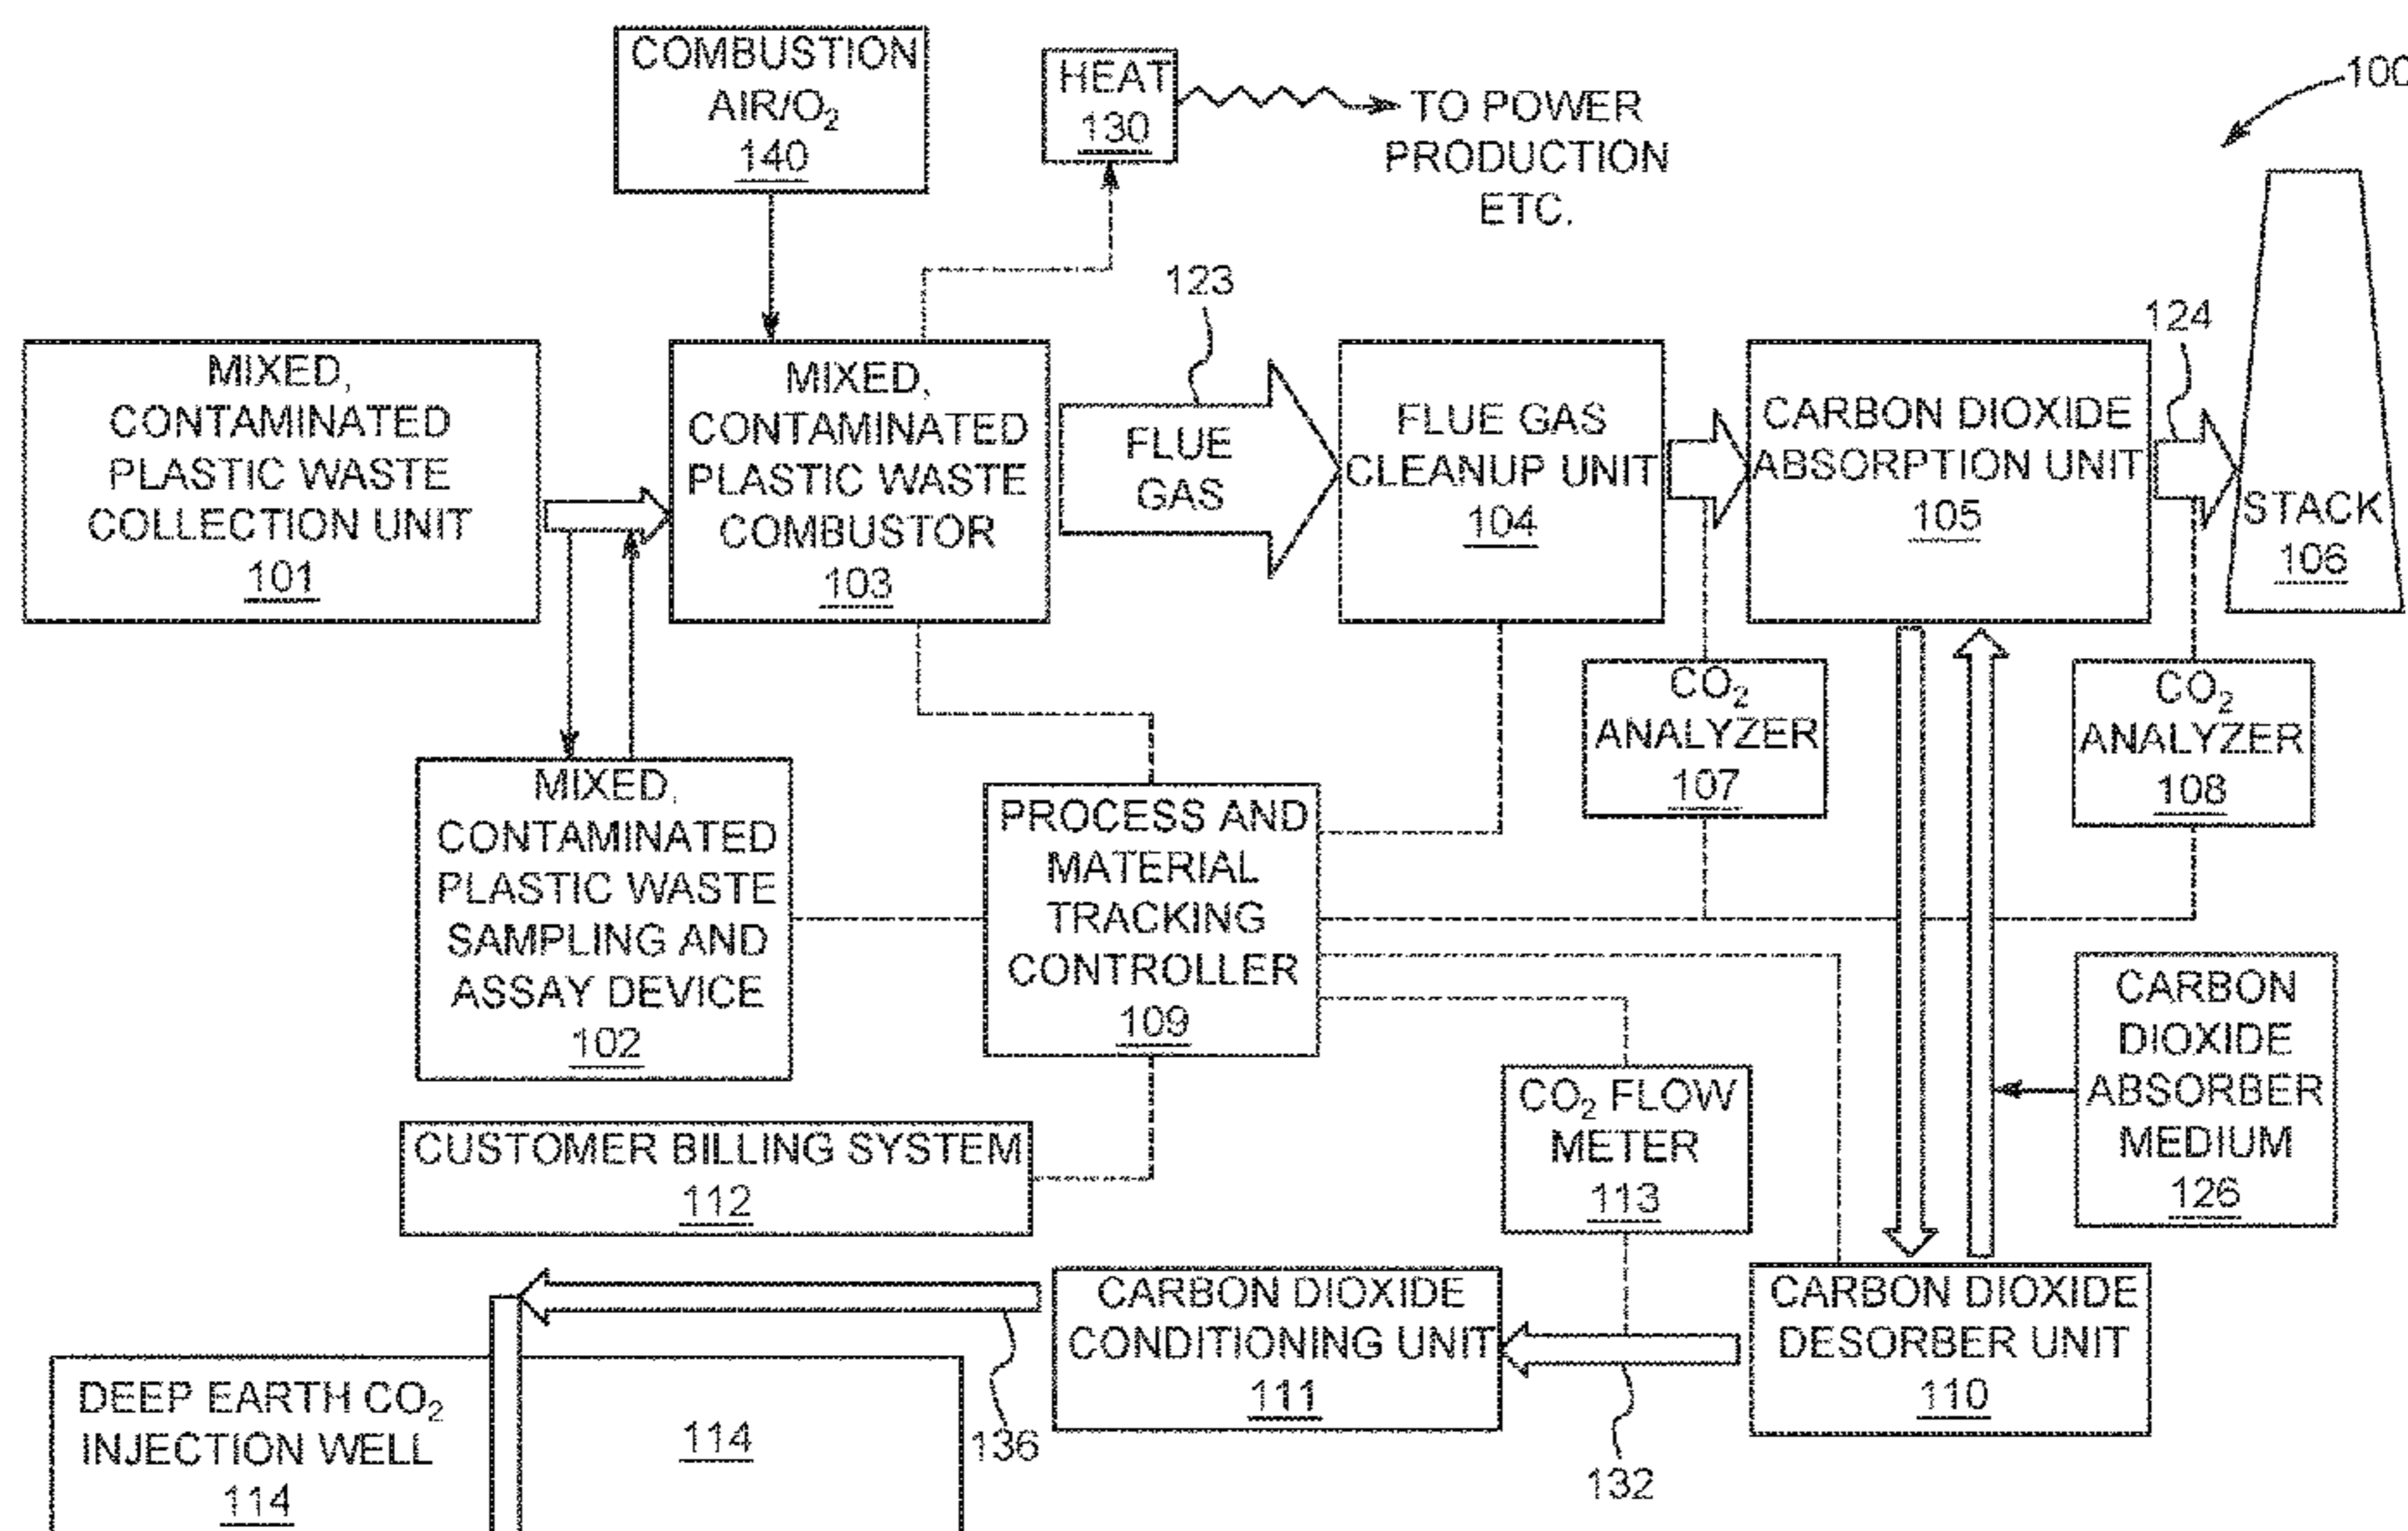 COMBUSTION
AIR/O₂
140
HEAT
130
TO POWER
PRODUCTION
ETC.
100
MIXED,
CONTAMINATED
PLASTIC WASTE
COLLECTION UNIT
101
MIXED,
CONTAMINATED
PLASTIC WASTE
COMBUSTOR
103
123
FLUE
GAS
FLUE GAS
CLEANUP UNIT
104
CARBON DIOXIDE
ABSORPTION UNIT
105
124
STACK
106
MIXED,
CONTAMINATED
PLASTIC WASTE
SAMPLING AND
ASSAY DEVICE
102
PROCESS AND
MATERIAL
TRACKING
CONTROLLER
109
CO₂
ANALYZER
107
CO₂
ANALYZER
108
CARBON
DIOXIDE
ABSORBER
MEDIUM
126
CUSTOMER BILLING SYSTEM
112
CO₂ FLOW
METER
113
CARBON DIOXIDE
CONDITIONING UNIT
111
CARBON DIOXIDE
DESORBER UNIT
110
136
132
DEEP EARTH CO₂
INJECTION WELL
114
114